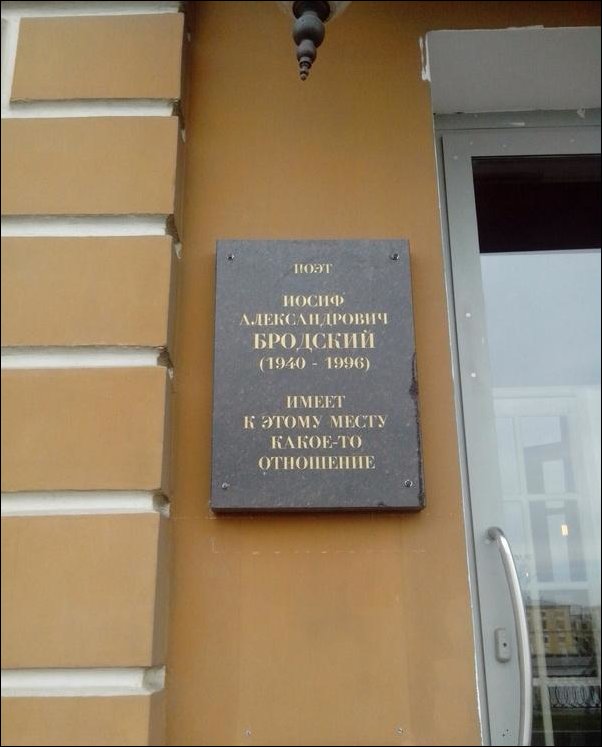 ПОЭТ
ИОСИФ
АЛЕКСАНДРОВИЧ
БРОДСКИЙ
(1940 - 1996)
ИМЕЕТ
К ЭТОМУ МЕСТУ
КАКОЕ-ТО
ОТНОШЕНИЕ